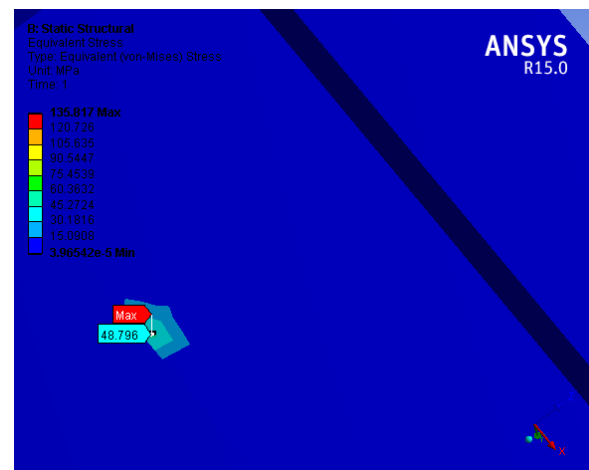 B: Static Structural
Equivalent Stress
Type: Equivalent (von-Mises) Stress
Unit: MPa
Time: 1
ANSYS
R15.0
135.817 Max
120.726
105.635
90.5447
75.4539
60.3632
45.2724
30.1816
15.0908
3.96542e-5 Min
Max
48.796
X